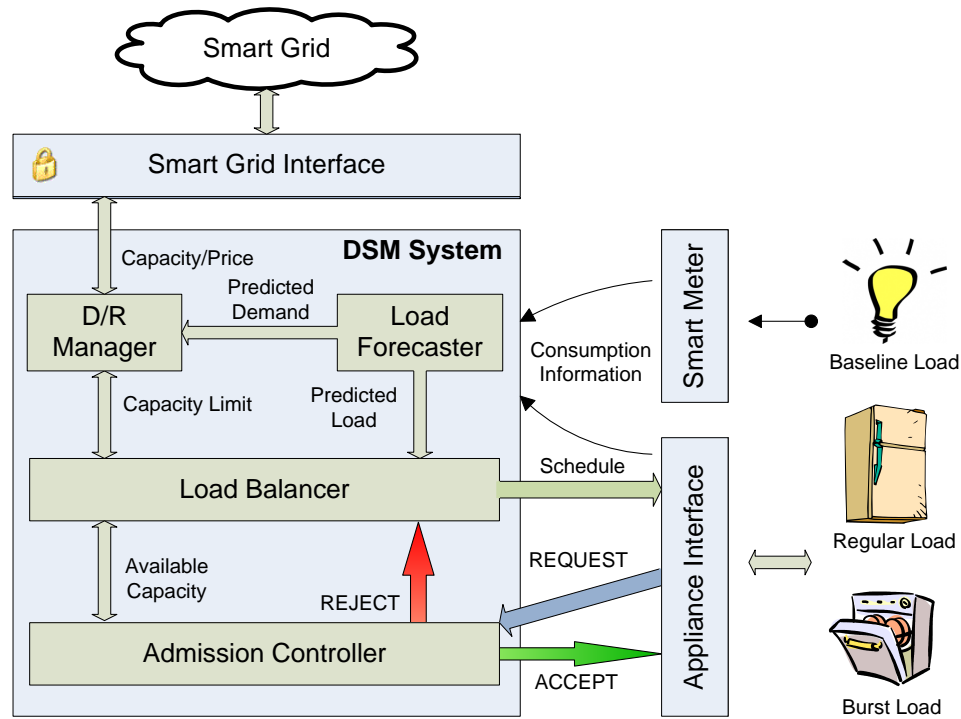 Smart Grid
Smart Grid Interface
DSM System
Capacity/Price
Predicted
Demand
D/R
Manager
Load
Forecaster
Smart Meter
Consumption
Information
Baseline Load
Capacity Limit
Predicted
Load
Load Balancer
Schedule
Appliance Interface
Regular Load
Available
Capacity
REJECT
REQUEST
Admission Controller
ACCEPT
Burst Load